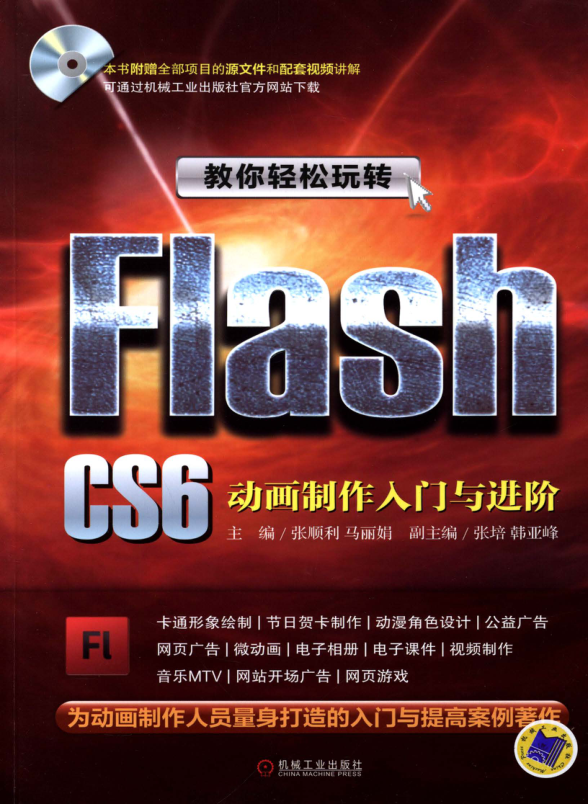 本书附赠全部项目的源文件和配套视频讲解
可通过机械工业出版社官方网站下载
教你轻松玩转
Flash
CS6
动画制作入门与进阶
主 编/张顺利 马丽娟 副主编/张培 韩亚峰
卡通形象绘制|节日贺卡制作|动漫角色设计|公益广告
网页广告|微动画|电子相册|电子课件|视频制作
音乐MTV|网站开场广告|网页游戏
Fl
为动画制作人员量身打造的入门与提高案例著作
机械工业出版社
CHINA MACHINE PRESS